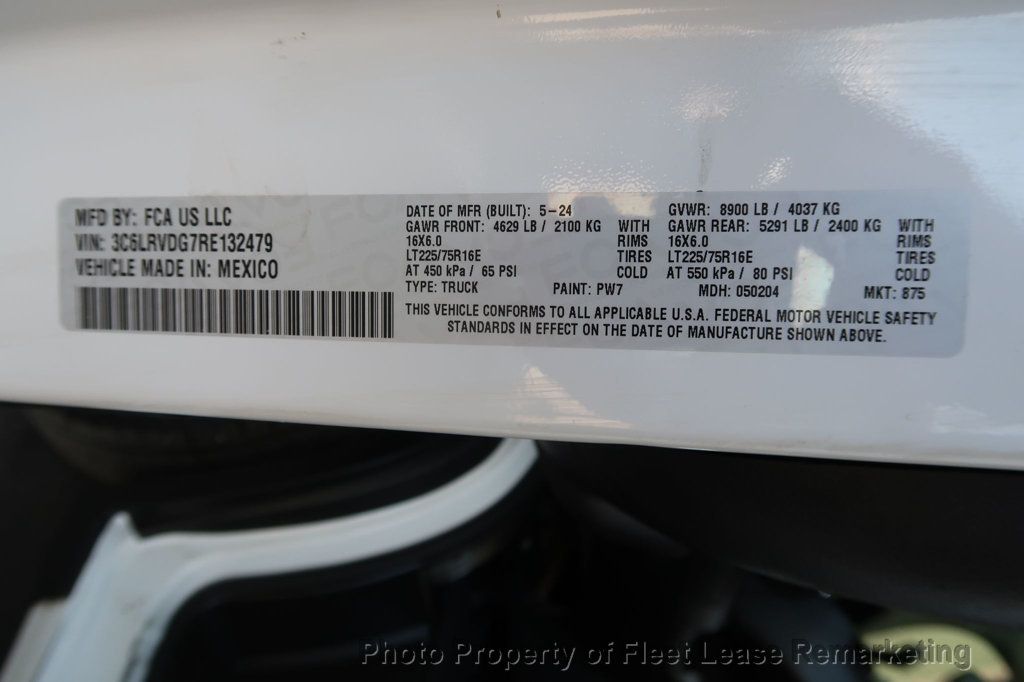 MFD BY: FCA US LLC
VIN: 3C6LRVDG7RE132479
VEHICLE MADE IN: MEXICO
DATE OF MFR (BUILT): 5-24 GVWR: 8900 LB / 4037 KG
GAWR FRONT: 4629 LB / 2100 KG WITH GAWR REAR: 5291 LB / 2400 KG WITH
16X6.0 RIMS 16X6.0 RIMS
LT225/75R16E TIRES LT225/75R16E TIRES
AT 450 kPa / 65 PSI COLD AT 550 kPa / 80 PSI COLD
TYPE: TRUCK PAINT: PW7 MDH: 050204 MKT: 875
THIS VEHICLE CONFORMS TO ALL APPLICABLE U.S.A. FEDERAL MOTOR VEHICLE SAFETY
STANDARDS IN EFFECT ON THE DATE OF MANUFACTURE SHOWN ABOVE.
Photo Property of Fleet Lease Remarketing